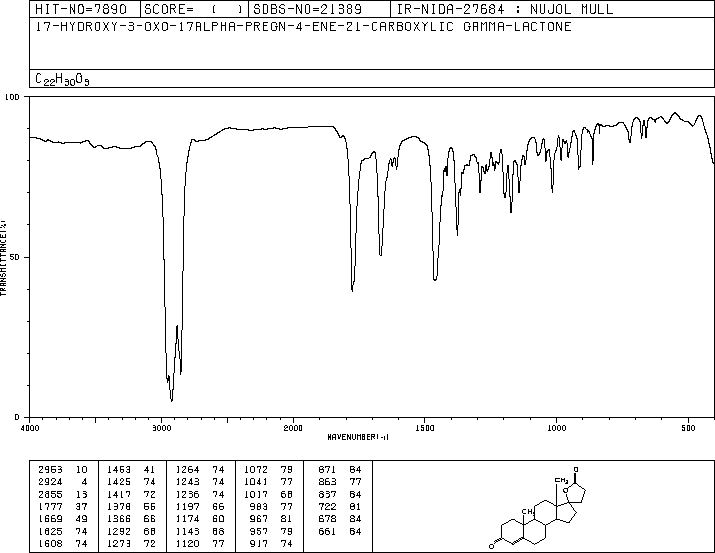 HIT-NO=7890 SCORE= ( ) SDBS-NO=21389 IR-NIDA-27684 : NUJOL MULL
17-HYDROXY-3-OXO-17ALPHA-PREGN-4-ENE-21-CARBOXYLIC GAMMA-LACTONE
C22H30O3
100
50
0
TRANSMITTANCE(%)
4000 3000 2000 1500 1000 500
WAVENUMBER(-1)
2953 10 1463 41 1264 74 1072 79 871 84
2924 4 1425 74 1243 74 1041 77 863 77
2855 13 1417 72 1236 74 1017 68 837 84
1777 37 1378 55 1197 66 983 77 722 81
1669 49 1366 66 1174 60 967 81 678 84
1625 74 1292 68 1145 68 957 79 661 84
1608 74 1273 72 1120 77 917 74
O
CH3
O
CH3
O